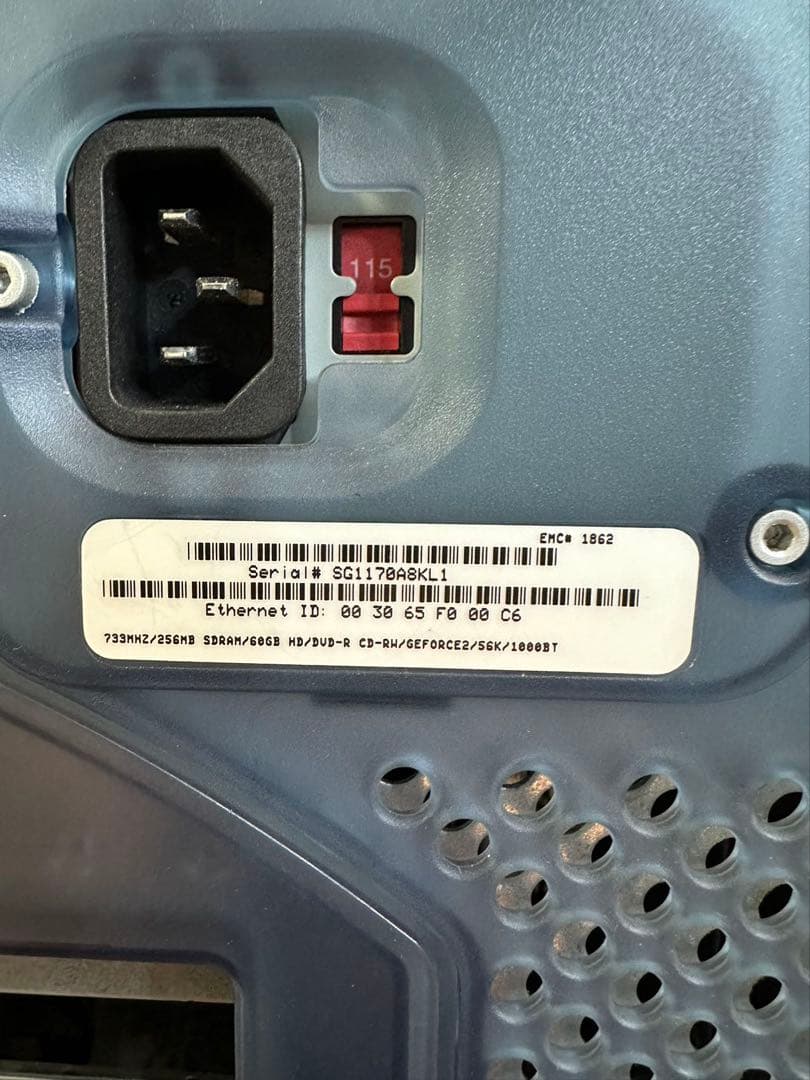 115
EMC# 1862
Serial# SG1170A8KL1
Ethernet ID: 00 30 65 F0 00 C6
733MHZ/256MB SDRAM/60GB HD/DVD-R CD-RW/GEFORCE2/56K/1000BT